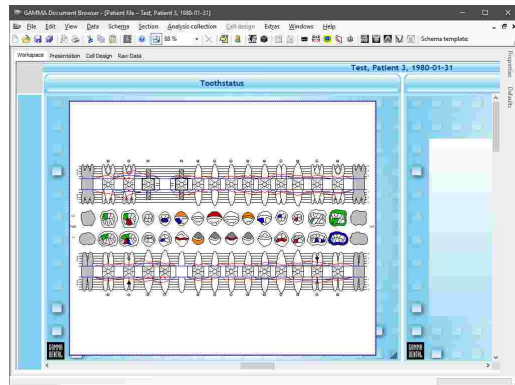 GAMMA Document Browser - [Patient file - Test, Patient 3, 1980-01-31]
File Edit View Date Schema Section Analysis collection Cell design Extras Windows Help
88 % Schema template:
Workspace Presentation Cell Design Raw Data
Properties
Defaults
Test, Patient 3, 1980-01-31
Toothstatus
GAMMA DENTAL
GAMMA DENTAL